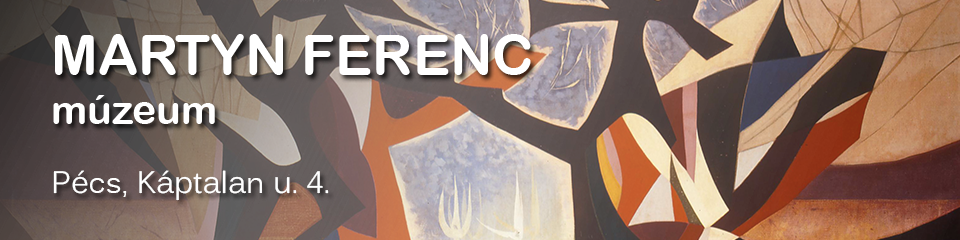 MARTYN FERENC
múzeum
Pécs, Káptalan u. 4.